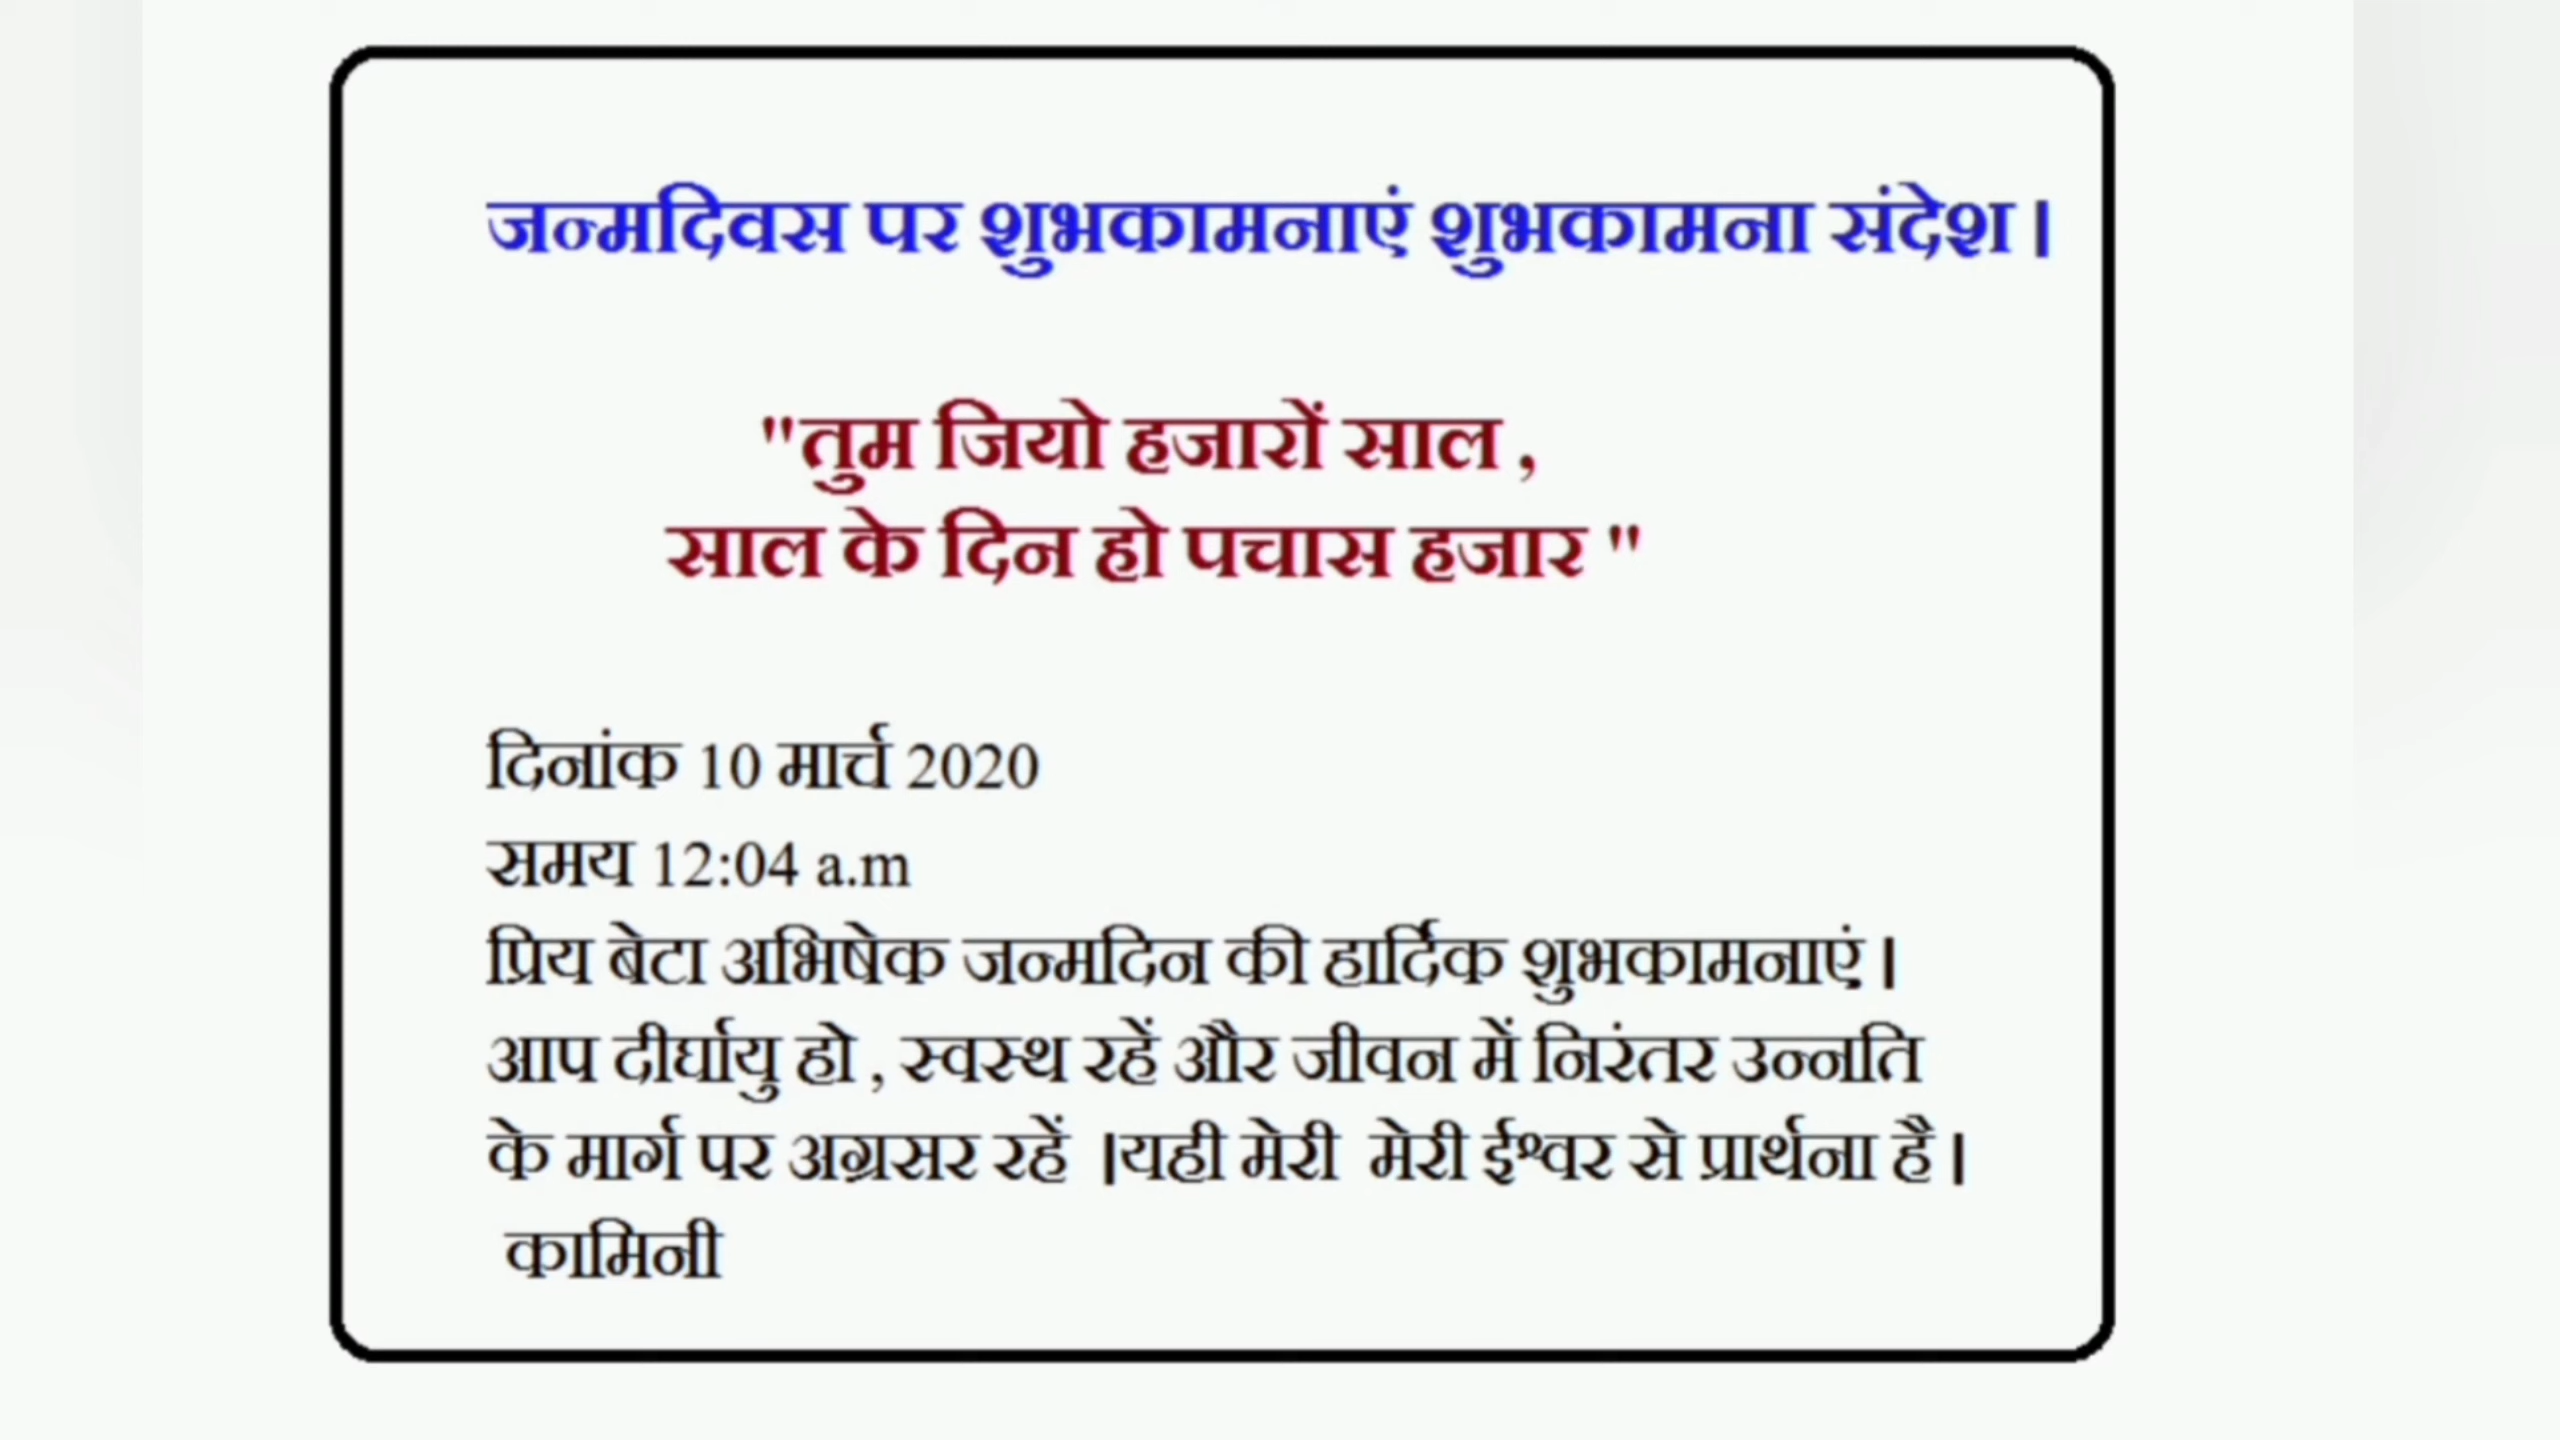 जन्मदिवस पर शुभकामनाएं शुभकामना संदेश।
"तुम जियो हजारों साल ,
साल के दिन हो पचास हजार "
दिनांक 10 मार्च 2020
समय 12:04 a.m
प्रिय बेटा अभिषेक जन्मदिन की हार्दिक शुभकामनाएं।
आप दीर्घायु हो , स्वस्थ रहें और जीवन में निरंतर उन्नति
के मार्ग पर अग्रसर रहें ।यही मेरी मेरी ईश्वर से प्रार्थना है।
कामिनी